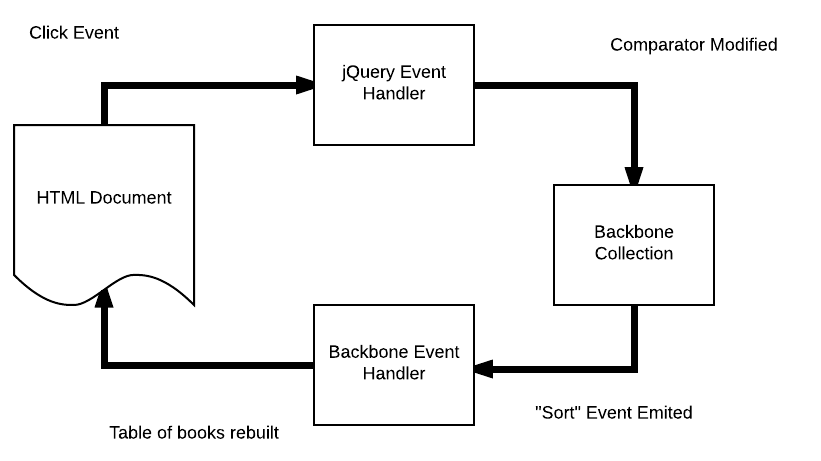 Click Event
Comparator Modified
jQuery Event
Handler
HTML Document
Backbone
Collection
Backbone Event
Handler
"Sort" Event Emited
Table of books rebuilt